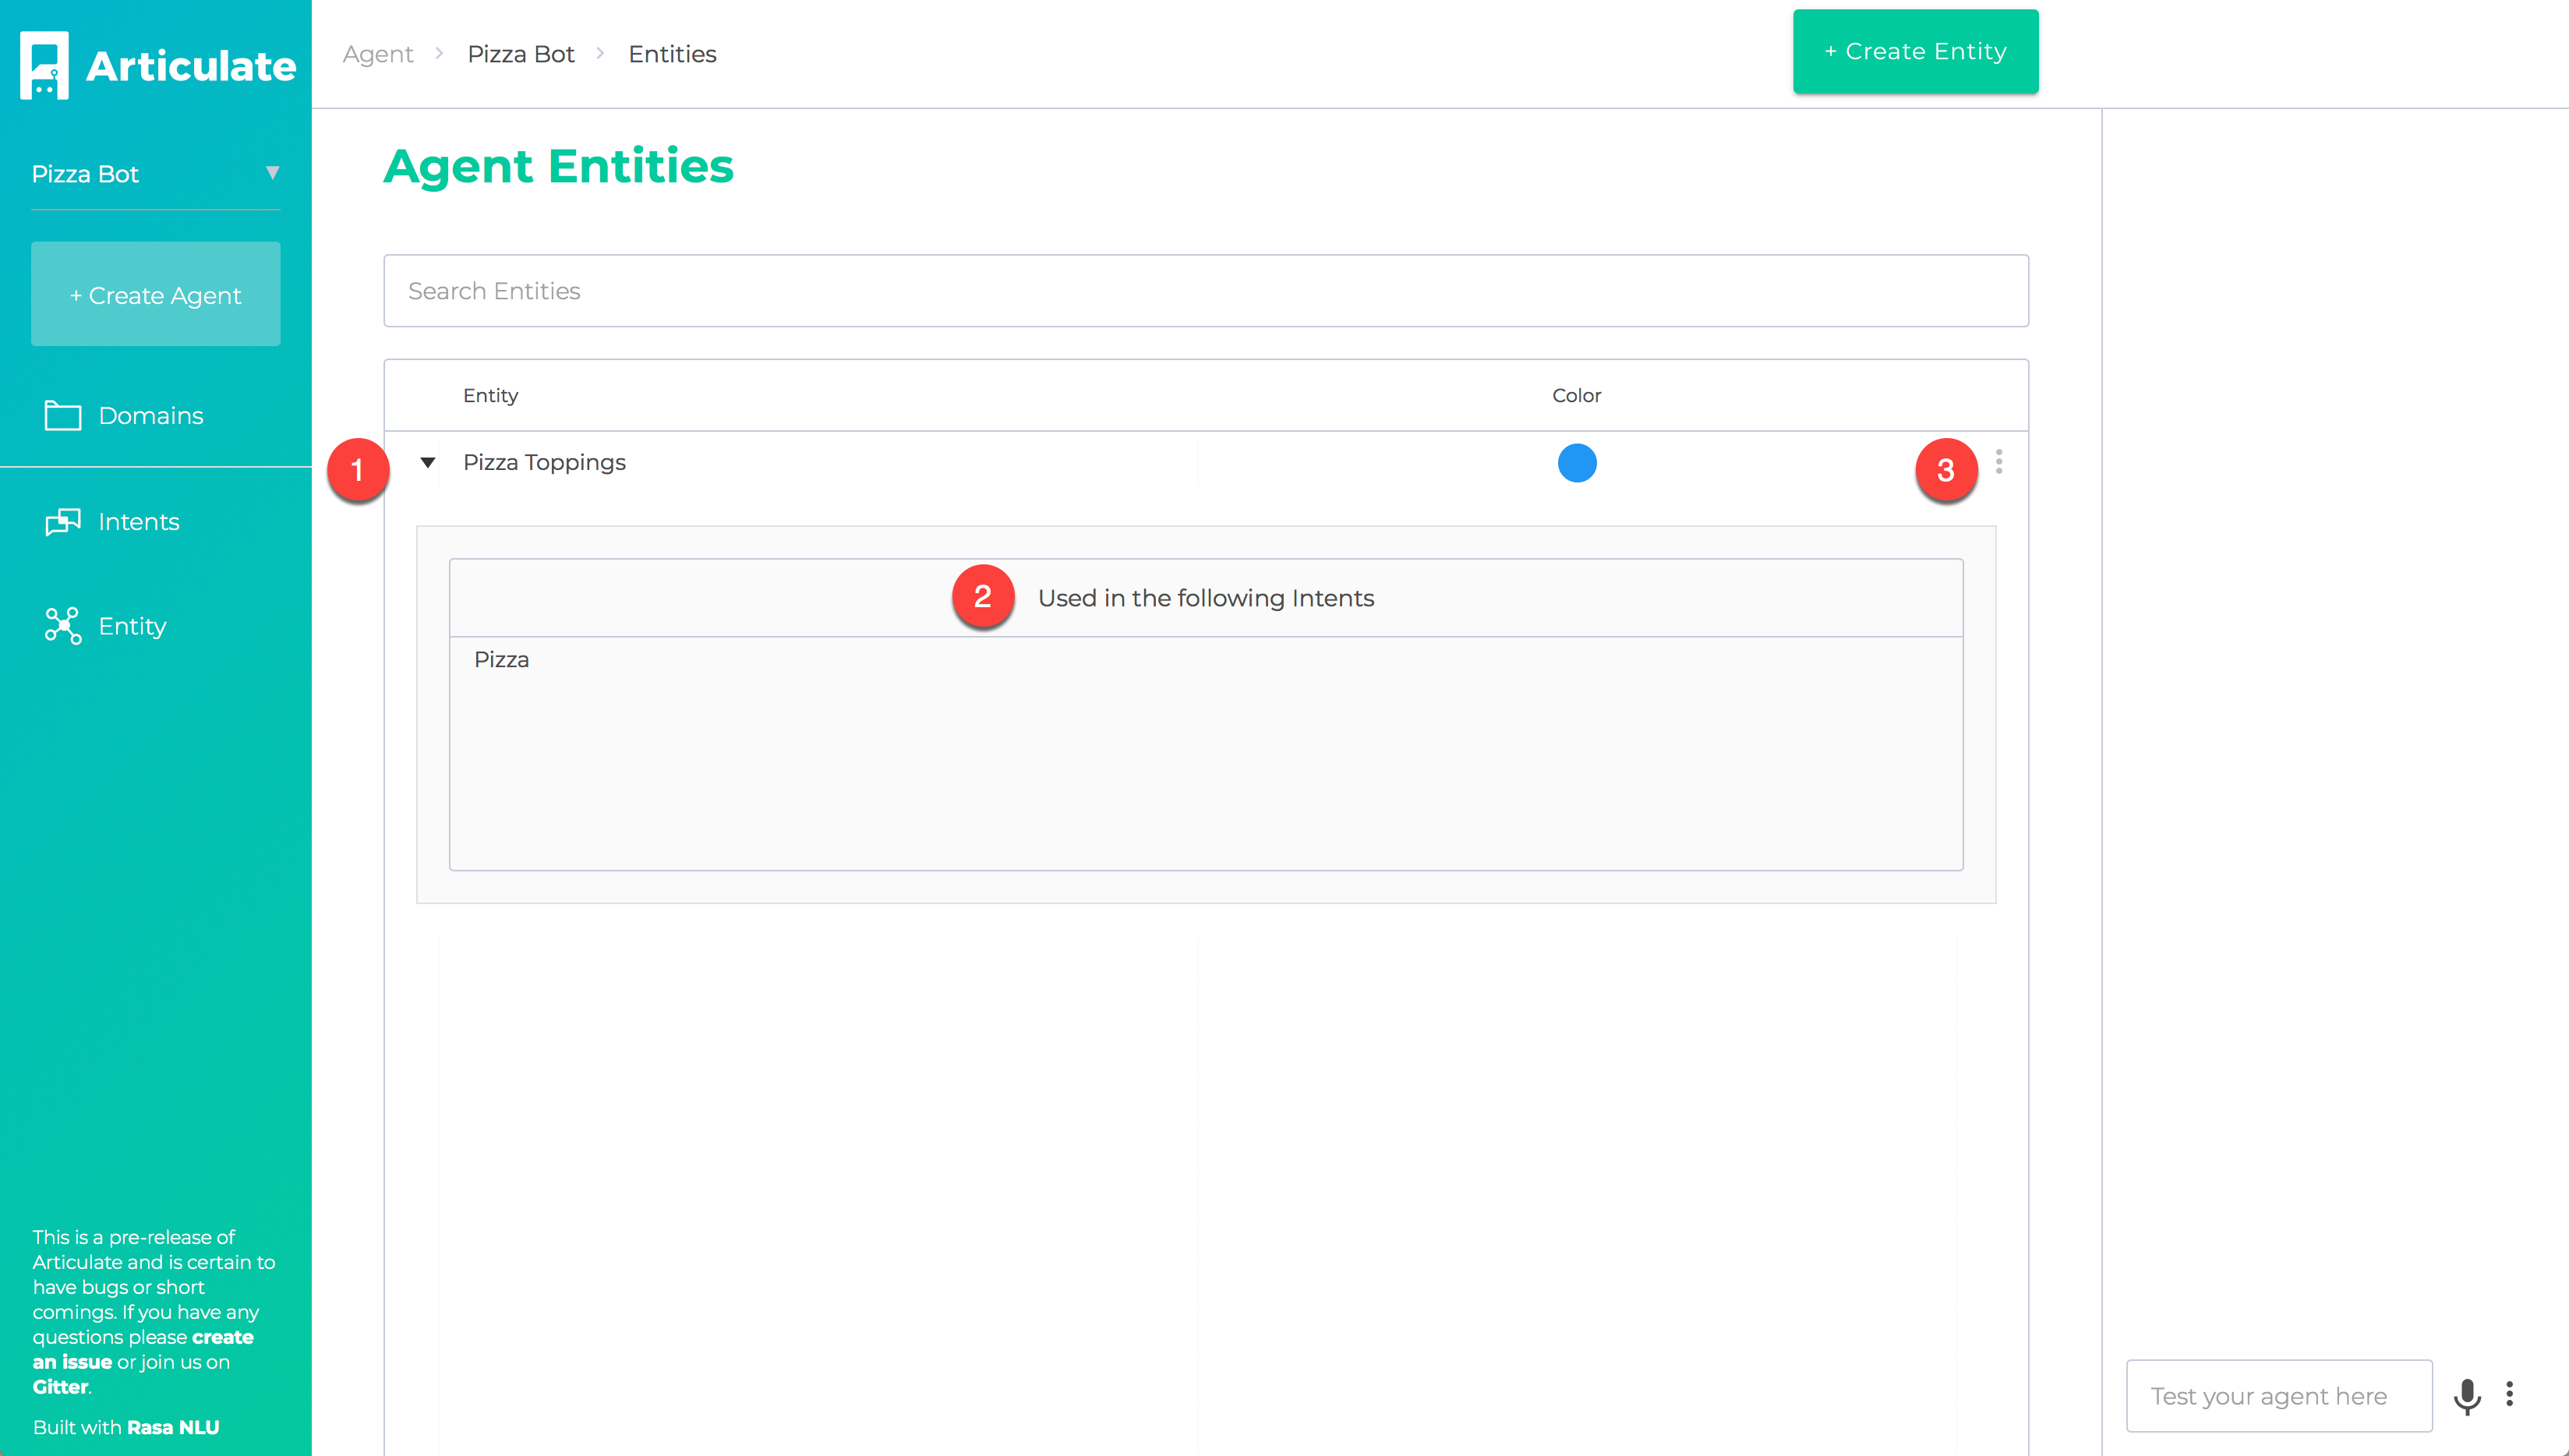 Articulate
Agent > Pizza Bot > Entities
+ Create Entity
Pizza Bot
+ Create Agent
Domains
Intents
Entity
This is a pre-release of
Articulate and is certain to
have bugs or short
comings. If you have any
questions please create
an issue or join us on
Gitter.
Built with Rasa NLU
Agent Entities
Search Entities
Entity Color
1 Pizza Toppings 3
2 Used in the following Intents
Pizza
Test your agent here